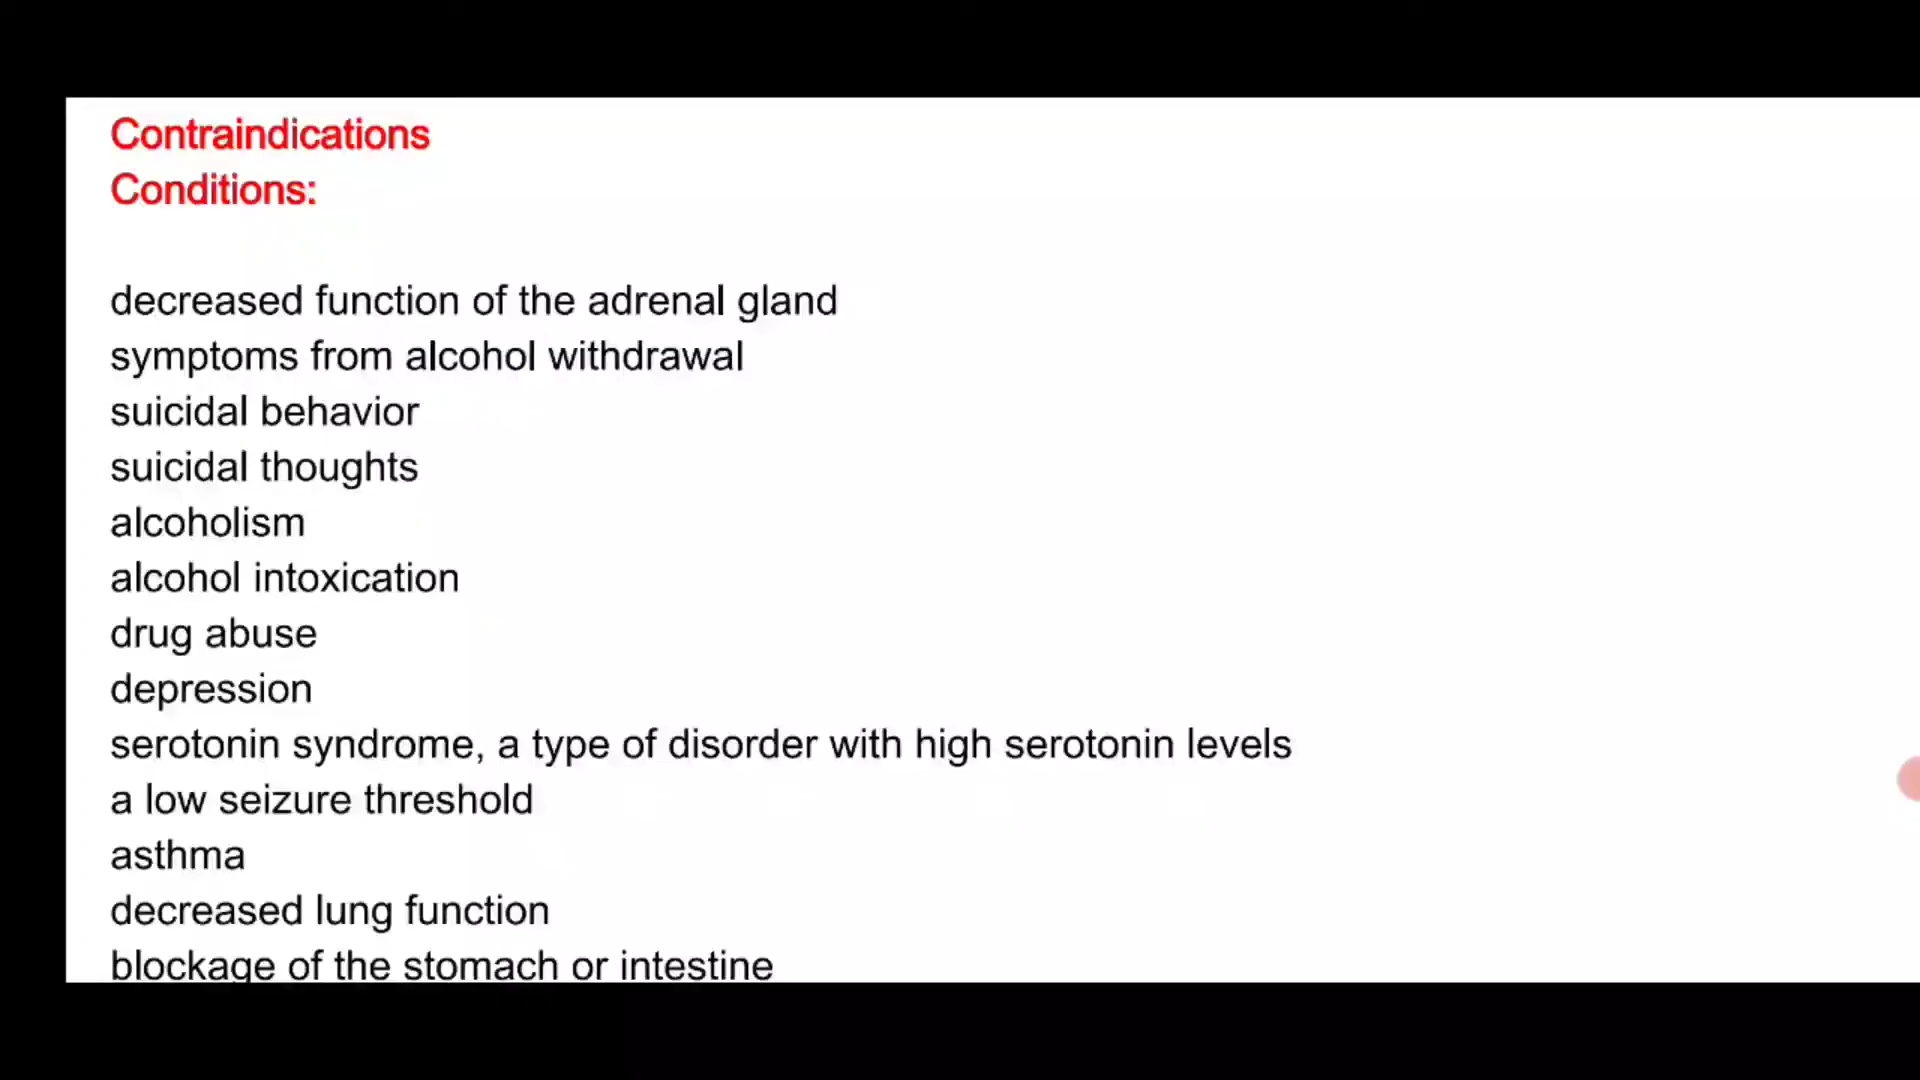 Contraindications
Conditions:
decreased function of the adrenal gland
symptoms from alcohol withdrawal
suicidal behavior
suicidal thoughts
alcoholism
alcohol intoxication
drug abuse
depression
serotonin syndrome, a type of disorder with high serotonin levels
a low seizure threshold
asthma
decreased lung function
blockage of the stomach or intestine